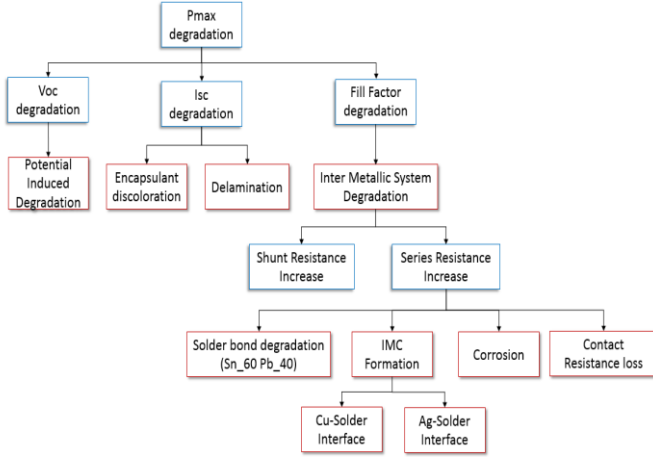 Pmax
degradation
Voc
degradation
Isc
degradation
Fill Factor
degradation
Potential
Induced
Degradation
Encapsulant
discoloration
Delamination
Inter Metallic System
Degradation
Shunt Resistance
Increase
Series Resistance
Increase
Solder bond degradation
(Sn_60 Pb_40)
IMC
Formation
Corrosion
Contact
Resistance loss
Cu-Solder
Interface
Ag-Solder
Interface